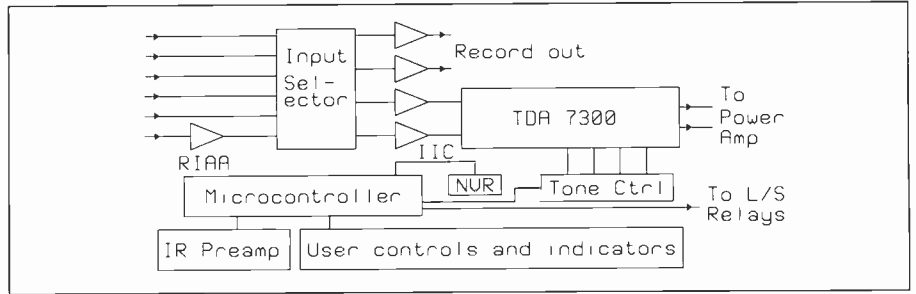 Input
Sel-
ector
Record out
TDA 7300
To
Power
Amp
RIAA
IIC
Microcontroller
NVR
Tone Ctrl
To L/S
Relays
IR Preamp
User controls and indicators